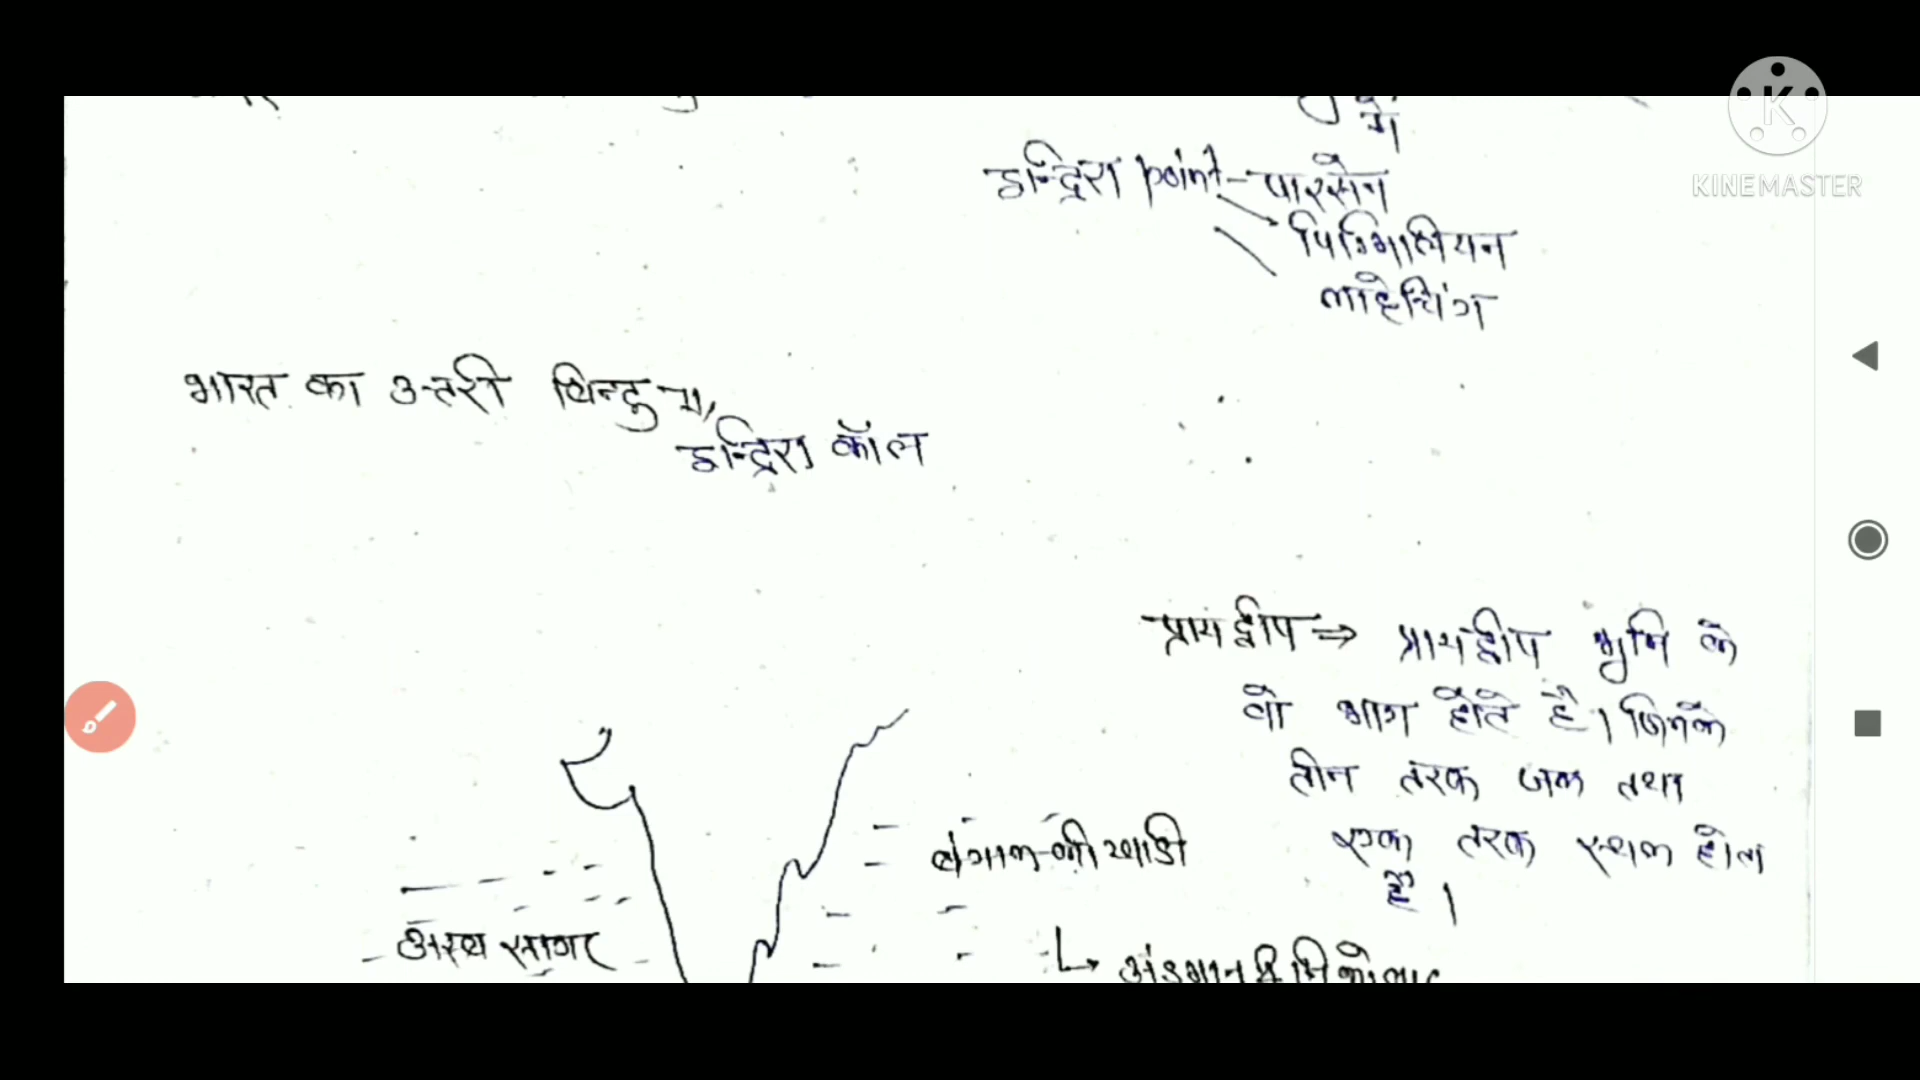 में
KINEMASTER
इन्दिरा point - पारसेन
पिग्मिलियन
लाहेचिंग
भारत का उत्तरी बिन्दु →
इन्दिरा कॉल
प्रायद्वीप ⇒ प्रायद्वीप भूमि के
वो भाग होते है। जिनके
तीन तरफ जल तथा
एक तरफ स्थल होता
है।
बंगाल की खाडी
अरब सागर
↳ अंडमान & निकोबार